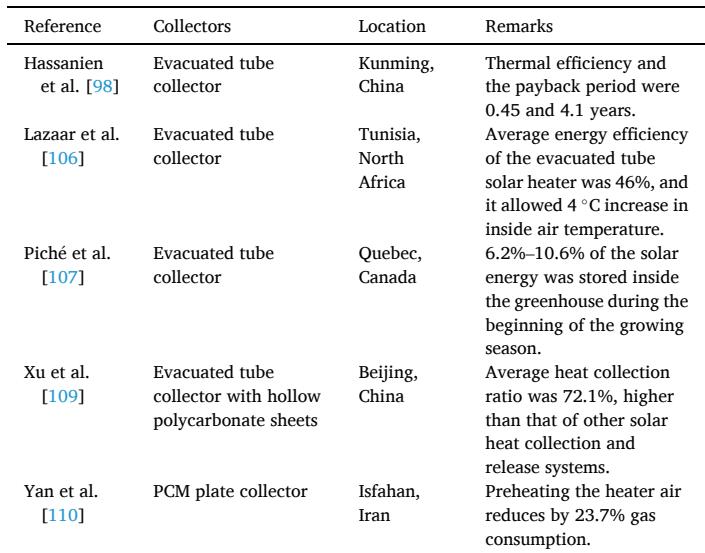 Reference Collectors Location Remarks
Hassanien Evacuated tube Kunming, Thermal efficiency and
et al. [98] collector China the payback period were
0.45 and 4.1 years.
Lazaar et al. Evacuated tube Tunisia, Average energy efficiency
[106] collector North of the evacuated tube
Africa solar heater was 46%, and
it allowed 4 °C increase in
inside air temperature.
Piché et al. Evacuated tube Quebec, 6.2%–10.6% of the solar
[107] collector Canada energy was stored inside
the greenhouse during the
beginning of the growing
season.
Xu et al. Evacuated tube Beijing, Average heat collection
[109] collector with hollow China ratio was 72.1%, higher
polycarbonate sheets than that of other solar
heat collection and
release systems.
Yan et al. PCM plate collector Isfahan, Preheating the heater air
[110] Iran reduces by 23.7% gas
consumption.